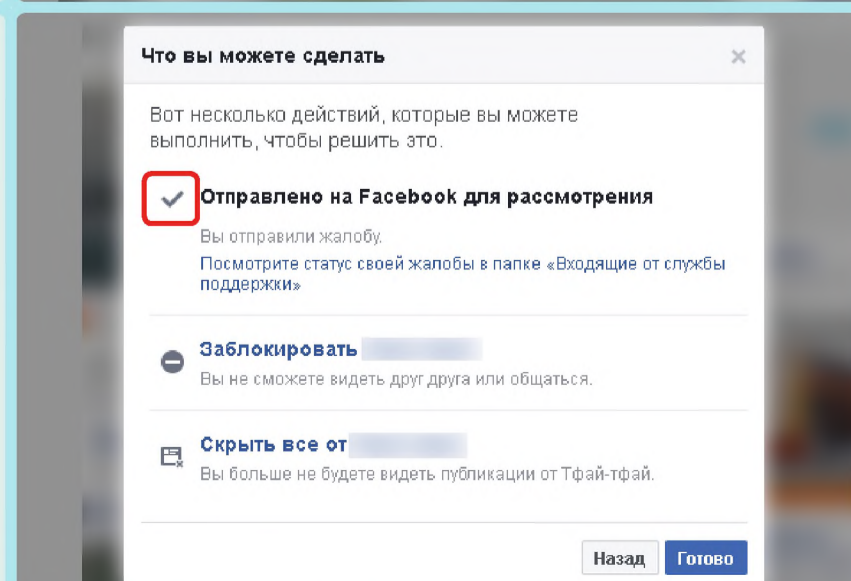 Что вы можете сделать
Вот несколько действий, которые вы можете
выполнить, чтобы решить это.
Отправлено на Facebook для рассмотрения
Вы отправили жалобу.
Посмотрите статус своей жалобы в папке «Входящие от службы
поддержки»
Заблокировать
Вы не сможете видеть друг друга или общаться.
Скрыть все от
Вы больше не будете видеть публикации от Тфай-тфай.
Назад Готово